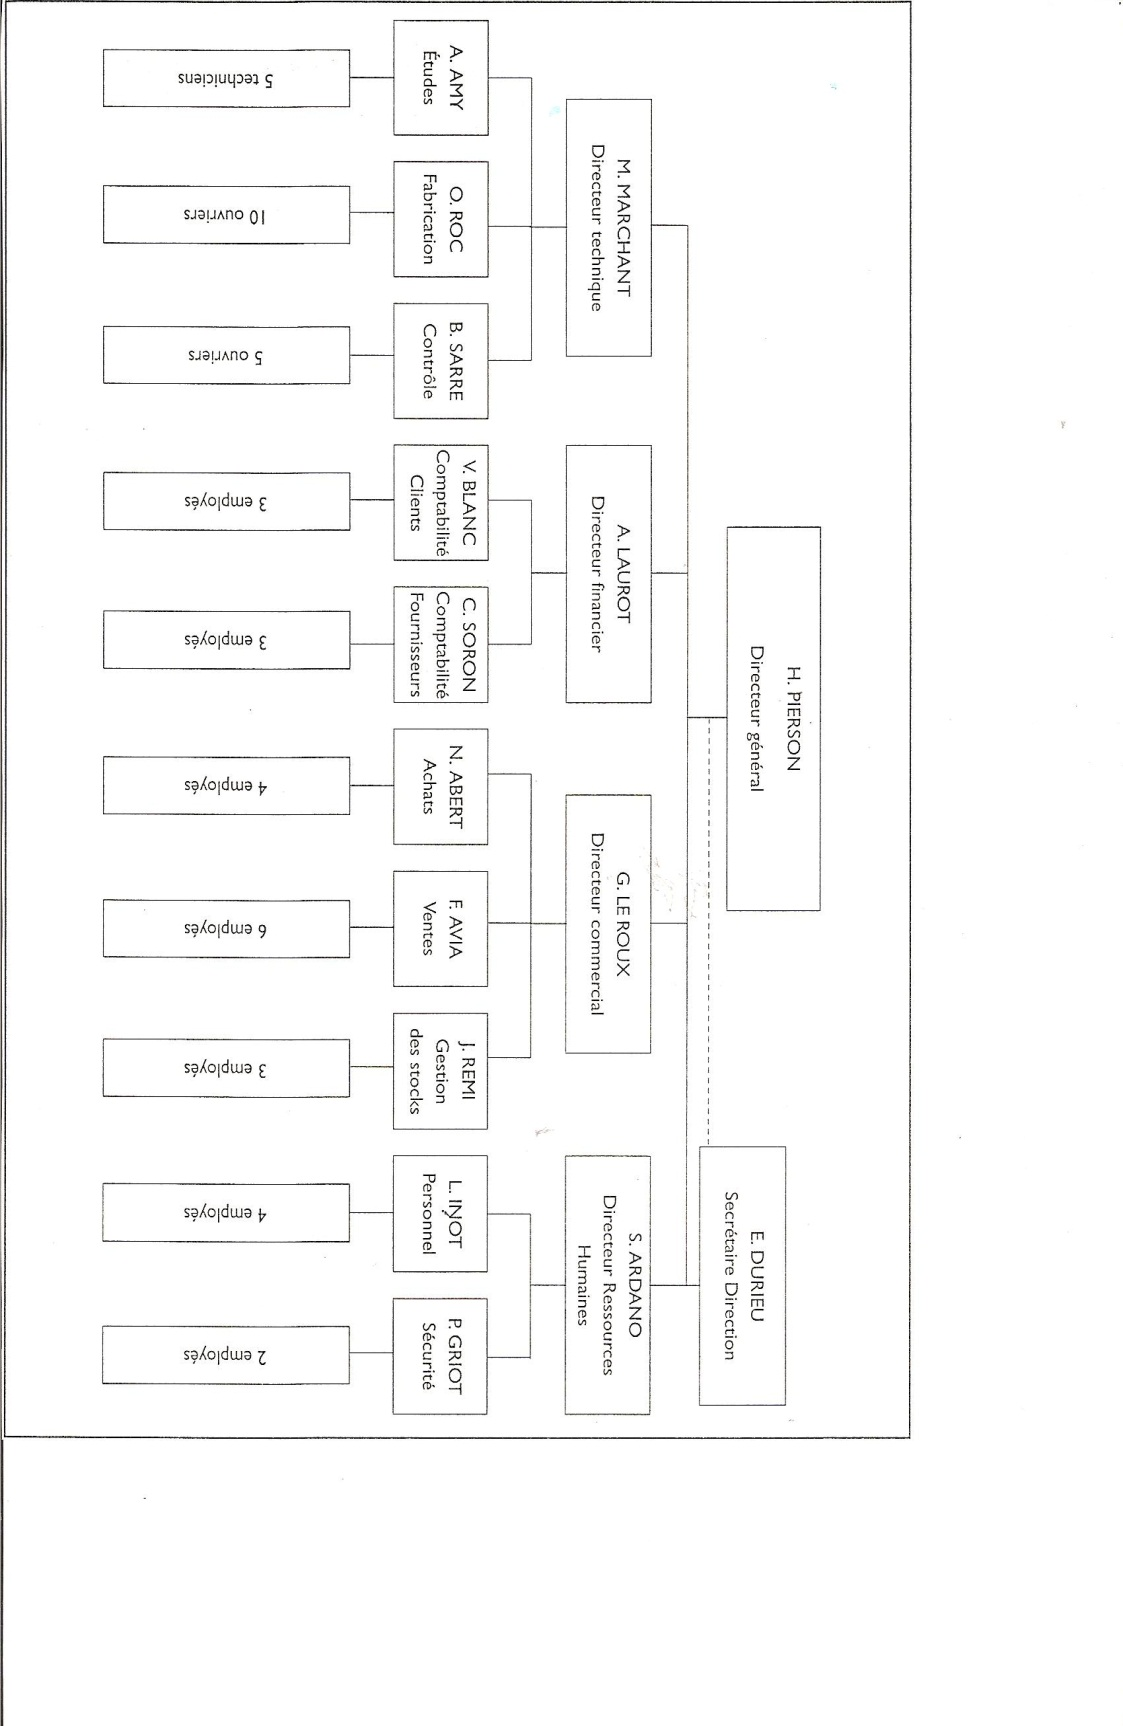 H. PIERSON
Directeur général
E. DURIEU
Secrétaire Direction
M. MARCHANT
Directeur technique
A. LAUROT
Directeur financier
G. LE ROUX
Directeur commercial
S. ARDANO
Directeur Ressources
Humaines
A. AMY
Études
O. ROC
Fabrication
B. SARRE
Contrôle
V. BLANC
Comptabilité
Clients
C. SORON
Comptabilité
Fournisseurs
N. ABERT
Achats
F. AVIA
Ventes
J. REMI
Gestion
des stocks
L. INOT
Personnel
P. GRIOT
Sécurité
5 techniciens
10 ouvriers
5 ouvriers
3 employés
3 employés
4 employés
6 employés
3 employés
4 employés
2 employés